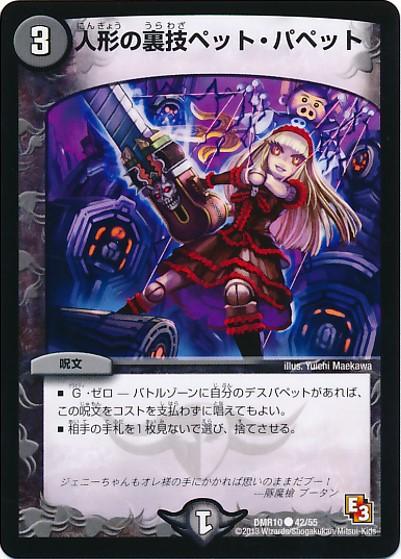 3
にんぎょう うらわざ
人形の裏技ペット・パペット
呪文
illus. Yuichi Maekawa
■ G・ゼロ — バトルゾーンに自分のデスパペットがあれば、
この呪文をコストを支払わずに唱えてもよい。
■ 相手の手札を1枚見ないで選び、捨てさせる。
ジェニーちゃんもオレ様の手にかかれば思いのままだブー!
—豚魔槍 ブータン
DMR10 ● 42/55
©2013 Wizards/Shogakukan/Mitsui-Kids
E3